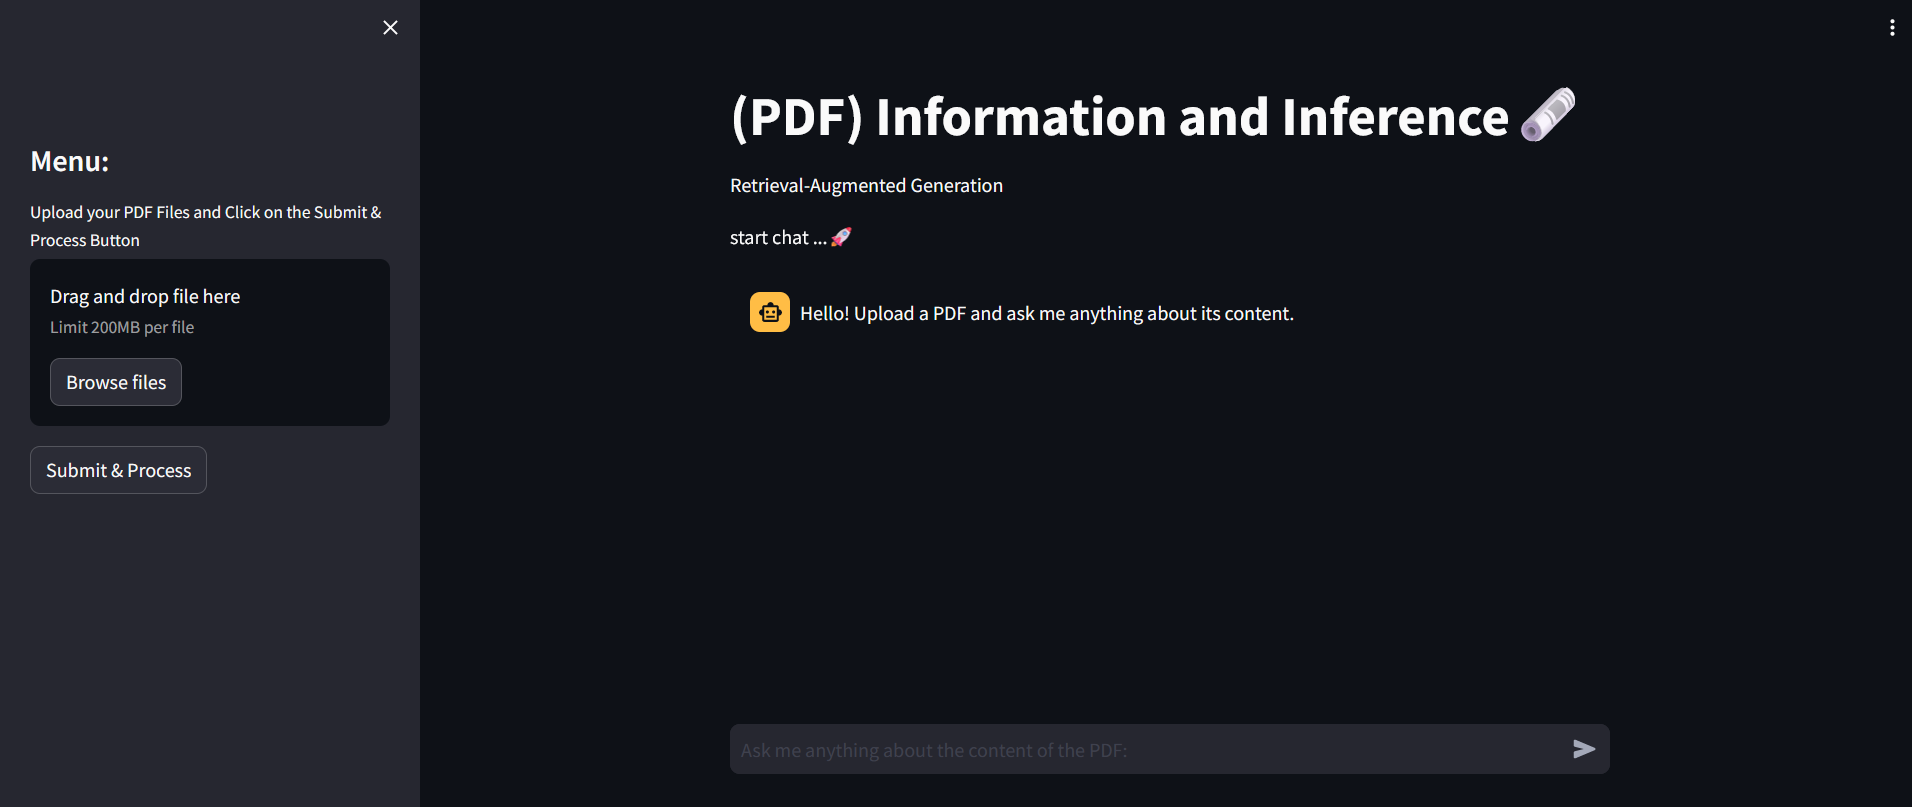 Menu:
Upload your PDF Files and Click on the Submit &
Process Button
Drag and drop file here
Limit 200MB per file
Browse files
Submit & Process
(PDF) Information and Inference
Retrieval-Augmented Generation
start chat ... 🚀
Hello! Upload a PDF and ask me anything about its content.
Ask me anything about the content of the PDF: